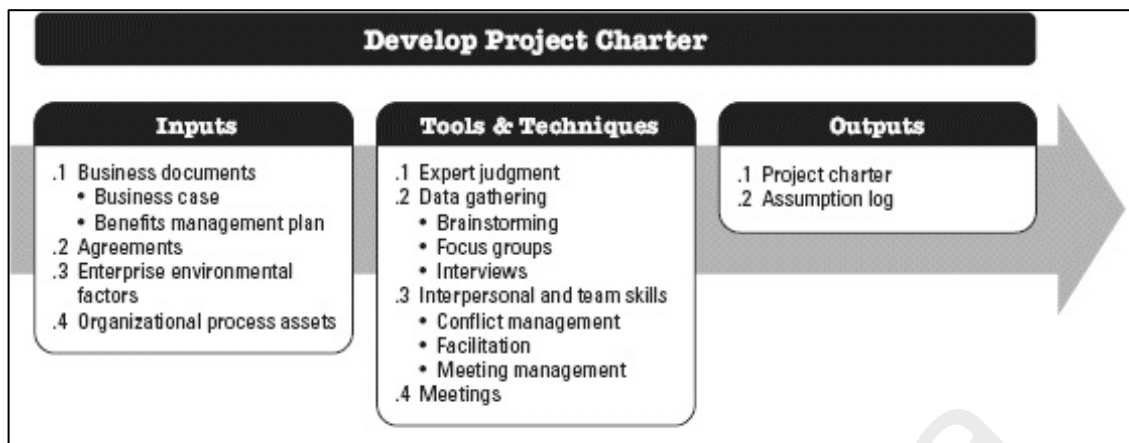 Develop Project Charter
Inputs
.1 Business documents
• Business case
• Benefits management plan
.2 Agreements
.3 Enterprise environmental
factors
.4 Organizational process assets
Tools & Techniques
.1 Expert judgment
.2 Data gathering
• Brainstorming
• Focus groups
• Interviews
.3 Interpersonal and team skills
• Conflict management
• Facilitation
• Meeting management
.4 Meetings
Outputs
.1 Project charter
.2 Assumption log